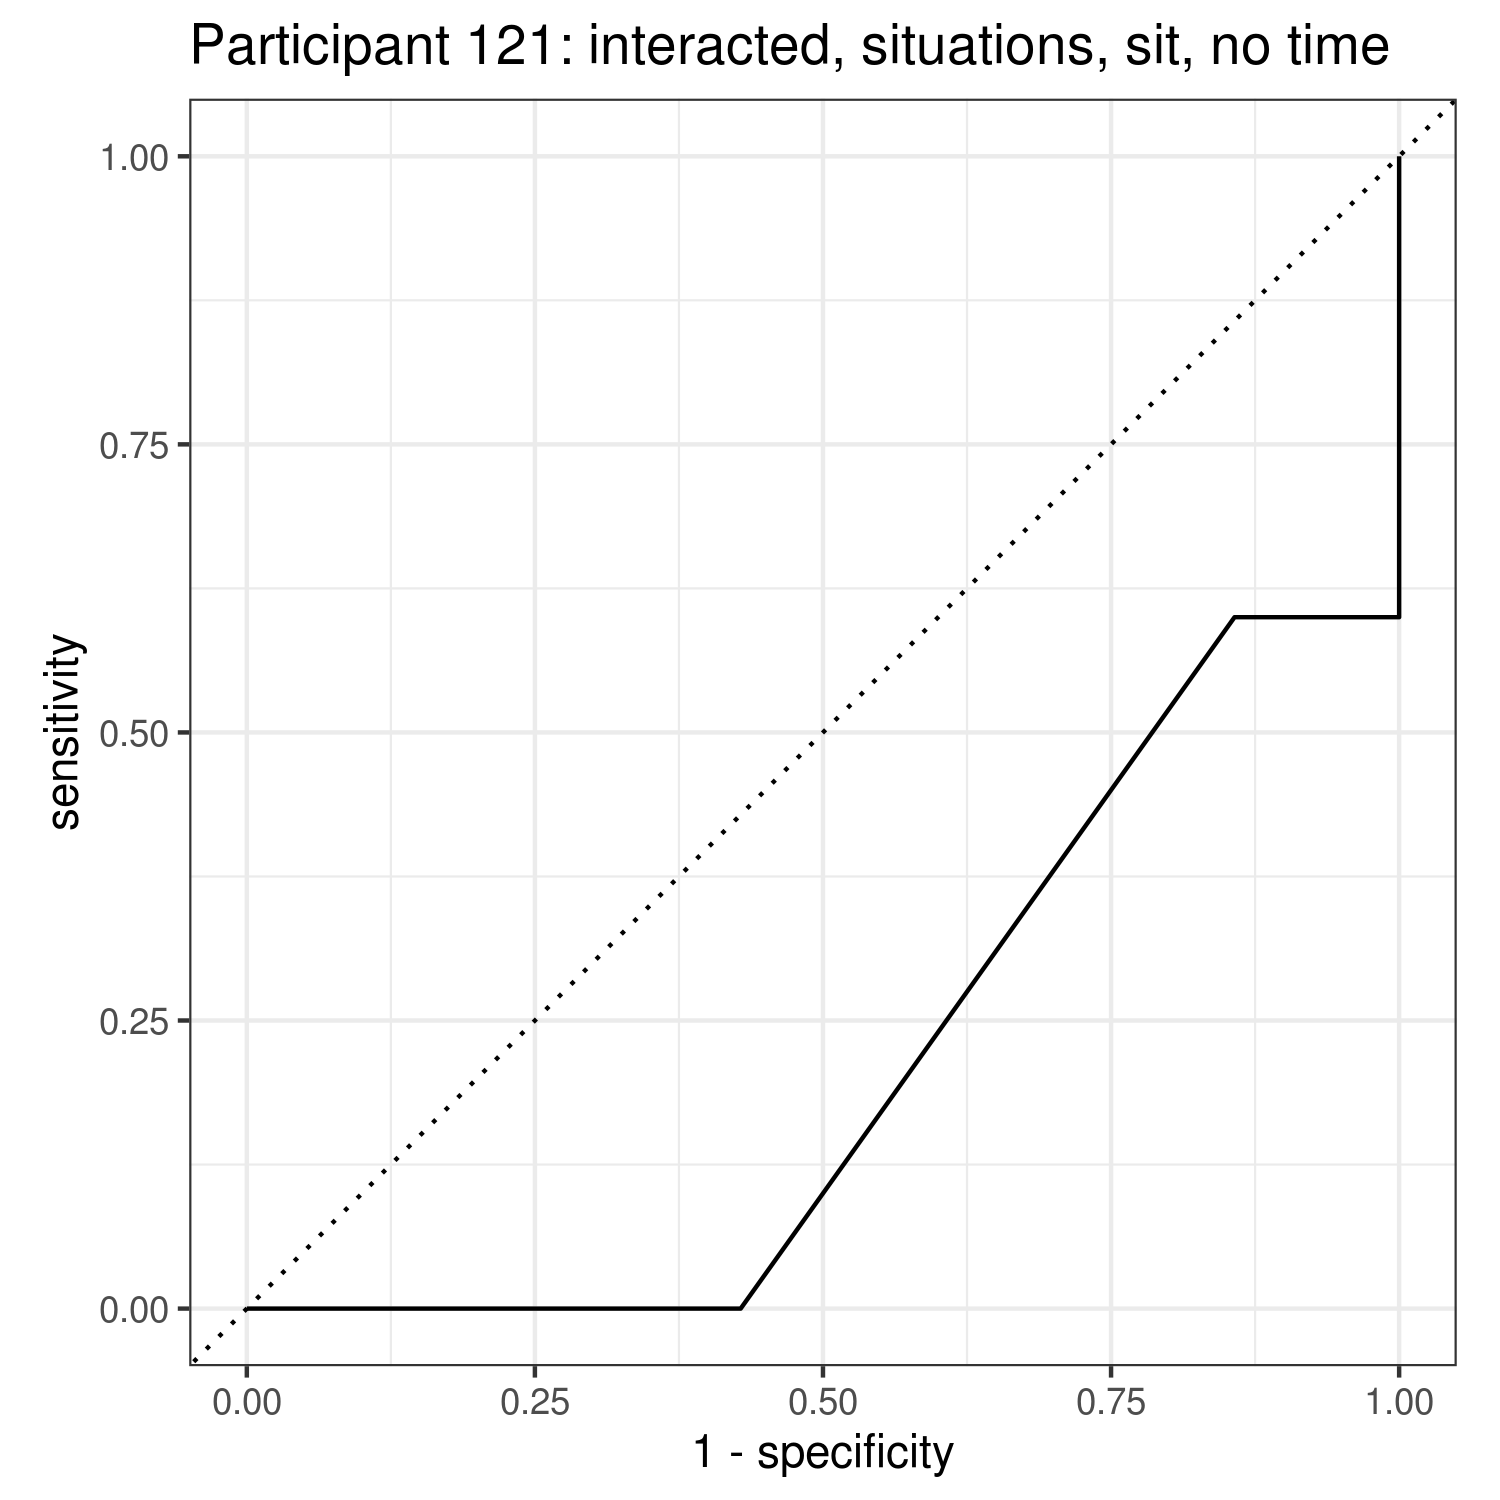 Participant 121: interacted, situations, sit, no time
1.00
0.75
0.50
0.25
0.00
sensitivity
0.00 0.25 0.50 0.75 1.00
1 - specificity